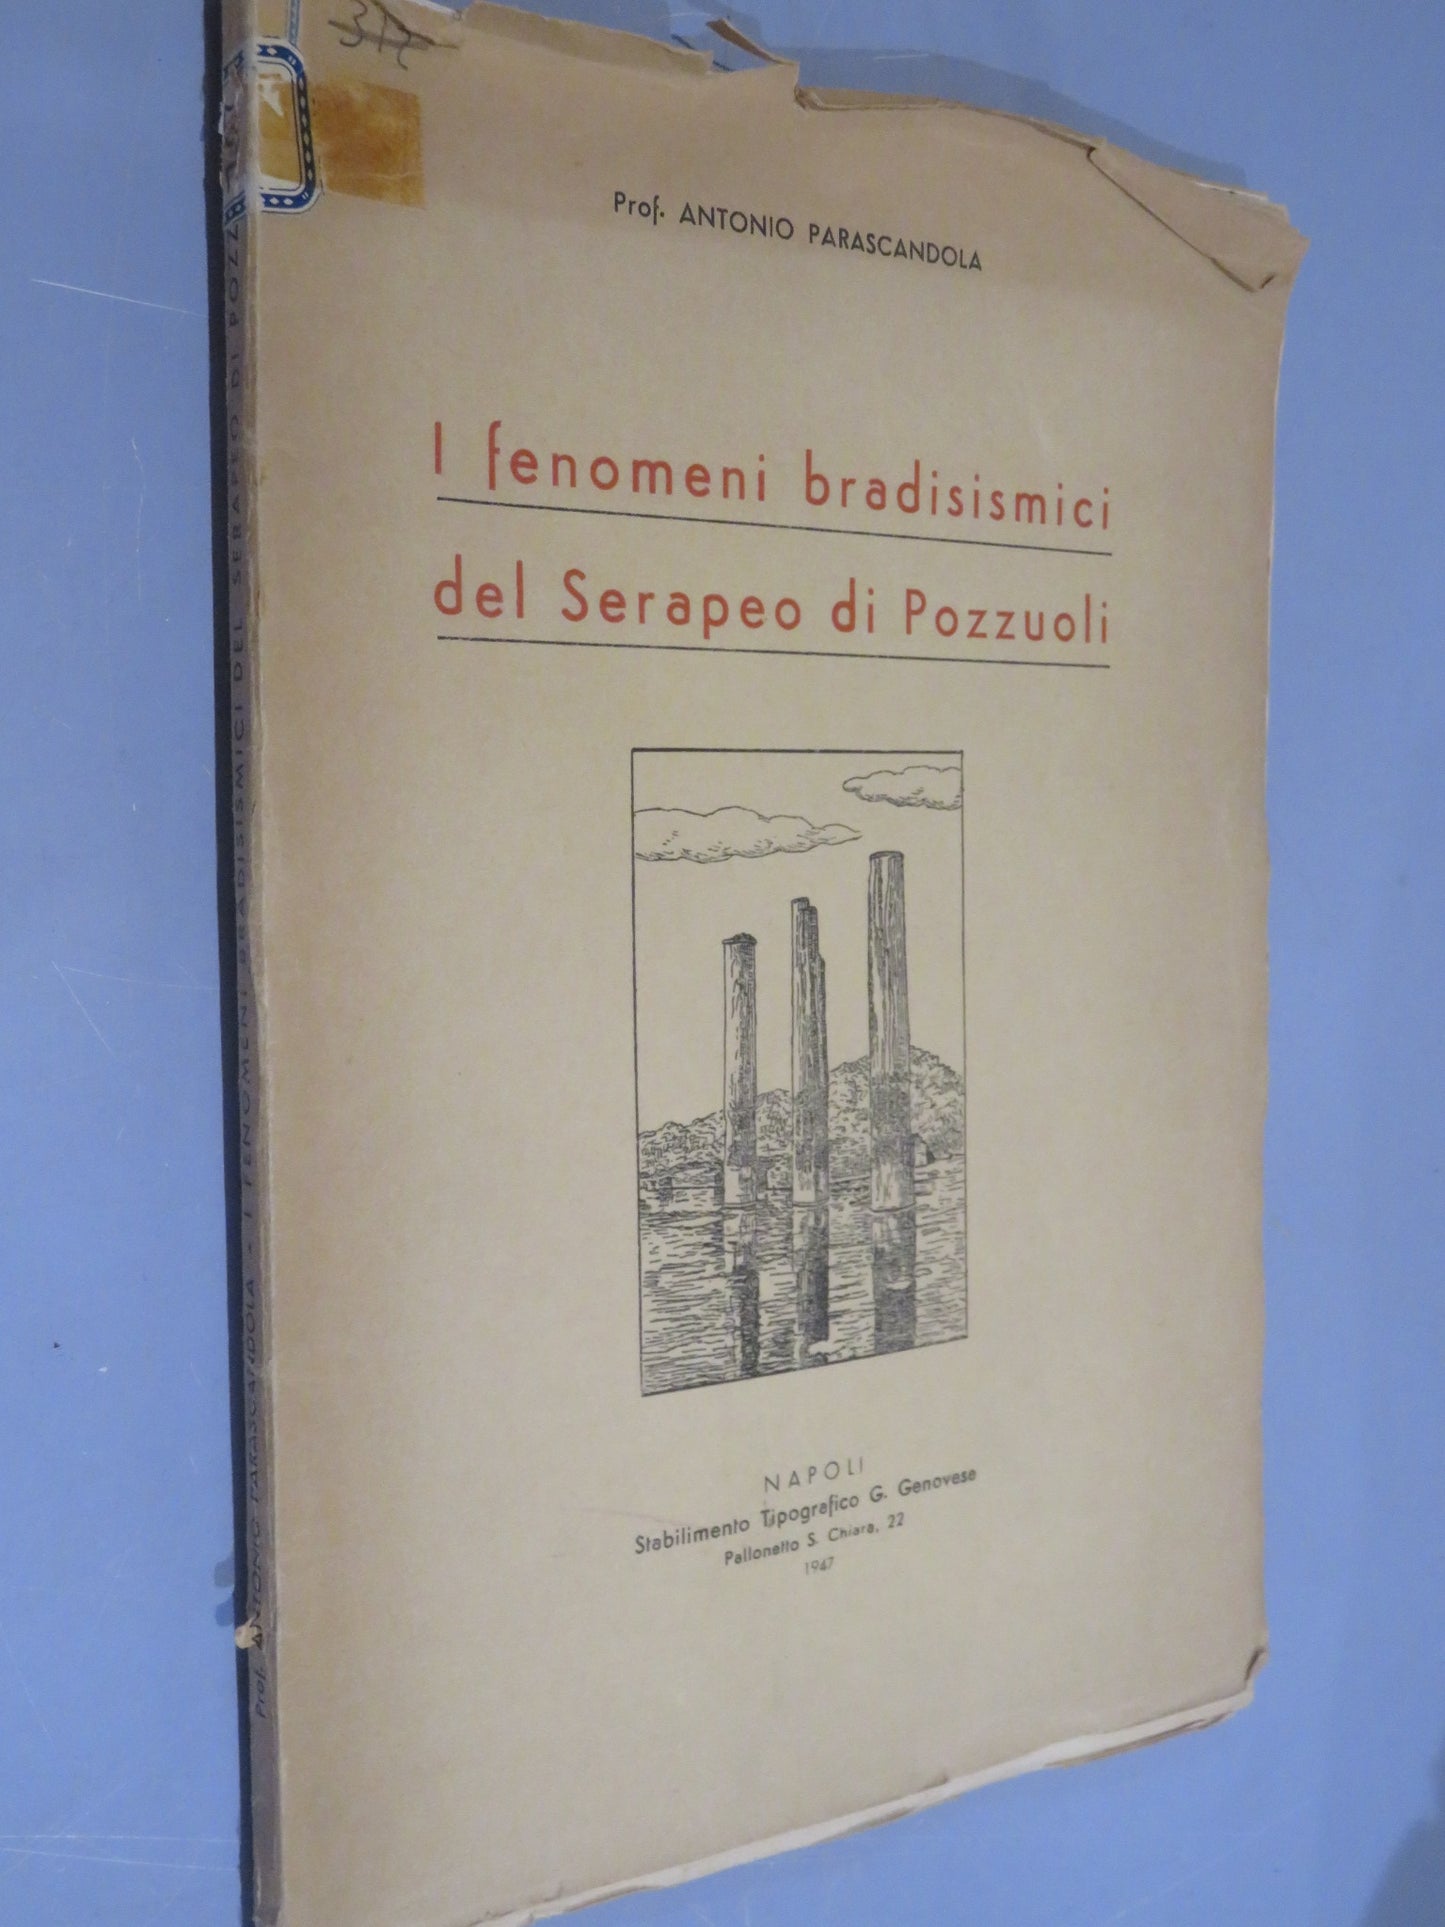 Prof. ANTONIO PARASCANDOLA
I fenomeni bradisismici
del Serapeo di Pozzuoli
NAPOLI
Stabilimento Tipografico G. Genovese
Pallonetto S. Chiara, 22
1947
Prof. ANTONIO PARASCANDOLA - I FENOMENI BRADISISMICI DEL SERAPEO DI POZZ